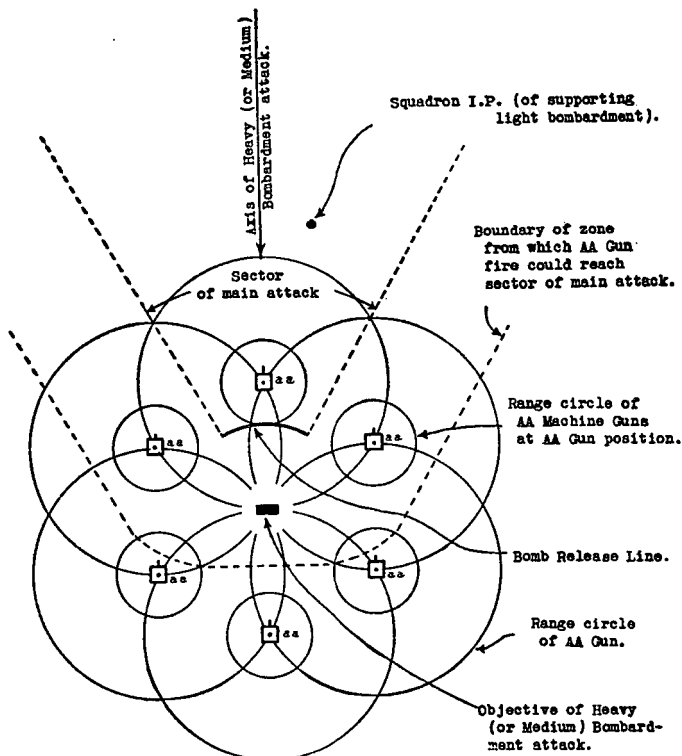 Axis of Heavy (or Medium)
Bombardment attack.
Squadron I.P. (of supporting
light bombardment).
Boundary of zone
from which AA Gun
fire could reach
sector of main attack.
Sector
of main attack
aa
Range circle of
AA Machine Guns
at AA Gun position.
aa
aa
Bomb Release Line.
aa
aa
aa
Range circle
of AA Gun.
Objective of Heavy
(or Medium) Bombard-
ment attack.